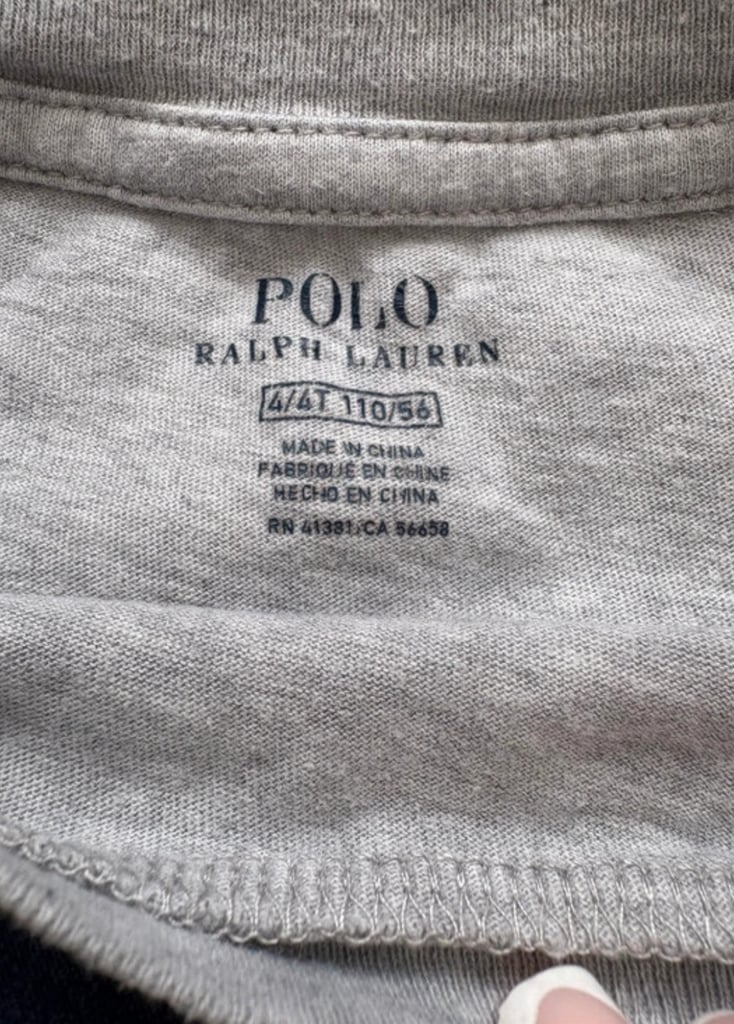 POLO
RALPH LAUREN
4/4T 110/56
MADE IN CHINA
FABRIQUÉ EN CHINE
HECHO EN CHINA
RN 41381/CA 56658